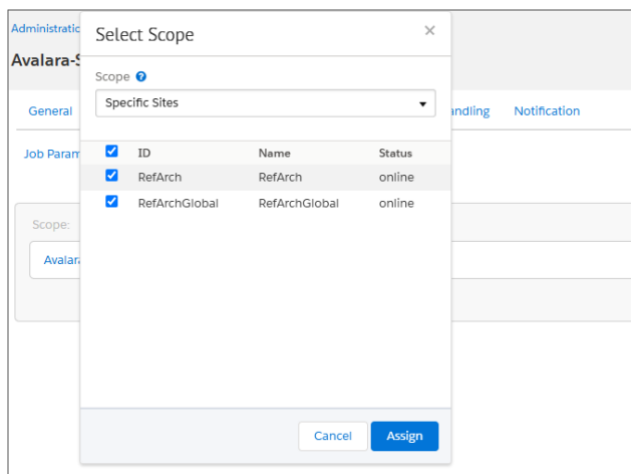 Administratic
Select Scope
Avalara-S
Scope
Specific Sites
General
andling Notification
Job Param
ID Name Status
RefArch RefArch online
RefArchGlobal RefArchGlobal online
Scope:
Avalar
Cancel Assign